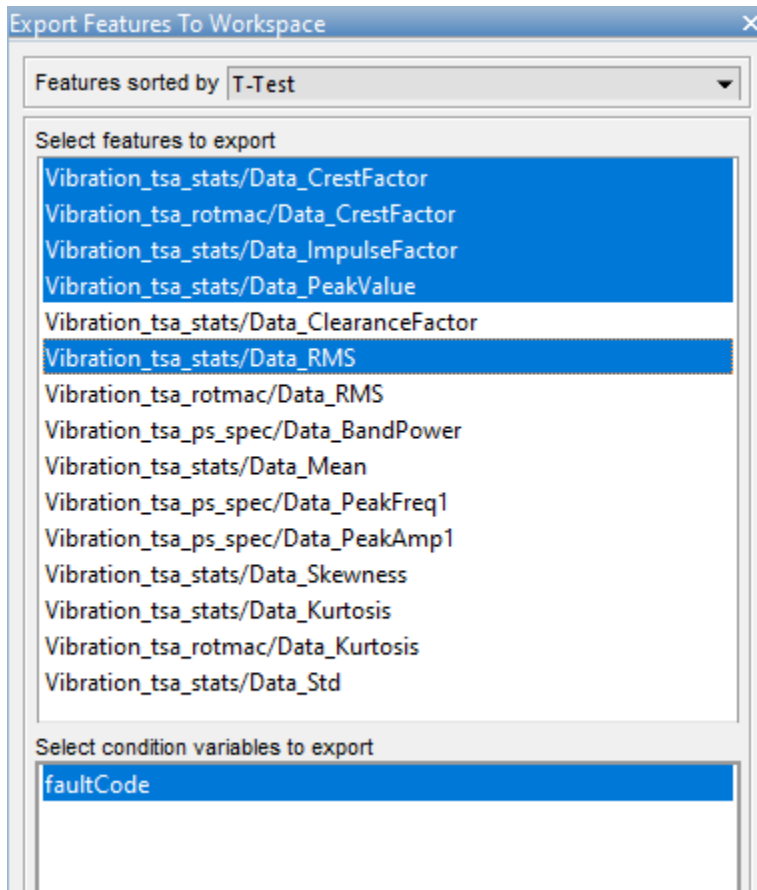 Export Features To Workspace
Features sorted by T-Test
Select features to export
Vibration_tsa_stats/Data_CrestFactor
Vibration_tsa_rotmac/Data_CrestFactor
Vibration_tsa_stats/Data_ImpulseFactor
Vibration_tsa_stats/Data_PeakValue
Vibration_tsa_stats/Data_ClearanceFactor
Vibration_tsa_stats/Data_RMS
Vibration_tsa_rotmac/Data_RMS
Vibration_tsa_ps_spec/Data_BandPower
Vibration_tsa_stats/Data_Mean
Vibration_tsa_ps_spec/Data_PeakFreq1
Vibration_tsa_ps_spec/Data_PeakAmp1
Vibration_tsa_stats/Data_Skewness
Vibration_tsa_stats/Data_Kurtosis
Vibration_tsa_rotmac/Data_Kurtosis
Vibration_tsa_stats/Data_Std
Select condition variables to export
faultCode